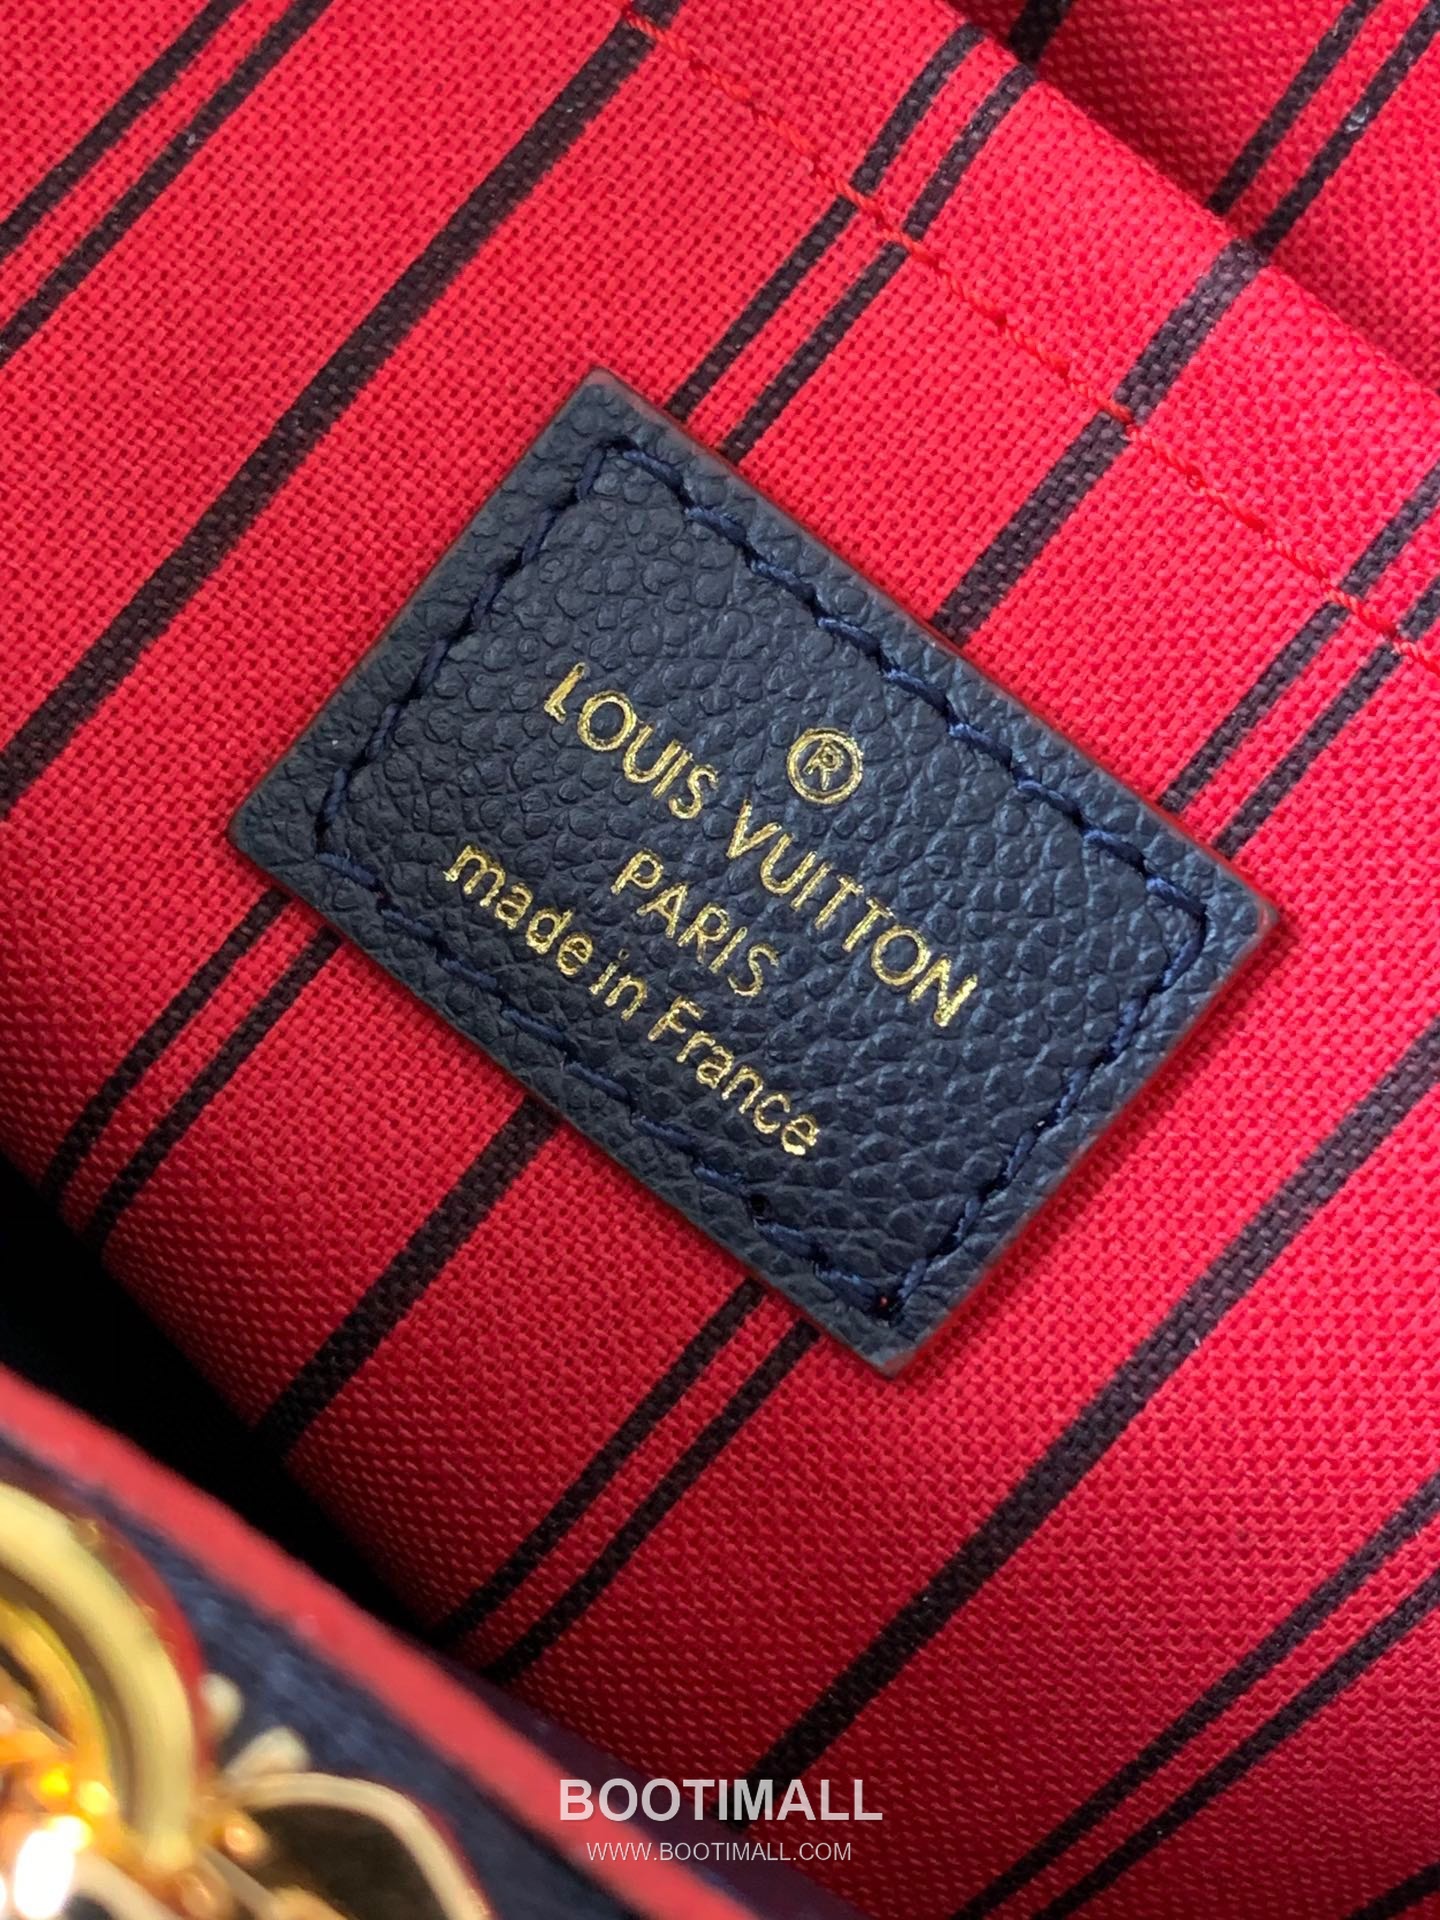 ®
LOUIS VUITTON
PARIS
made in France
BOOTIMALL
WWW.BOOTIMALL.COM